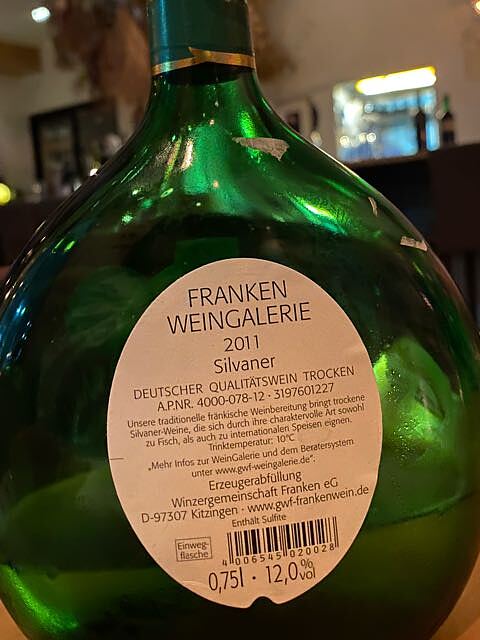 FRANKEN
WEINGALERIE
2011
Silvaner
DEUTSCHER QUALITÄTSWEIN TROCKEN
A.P.NR. 4000-078-12 · 3197601227
Unsere traditionelle fränkische Weinbereitung bringt trockene
Silvaner-Weine, die sich durch ihre charaktervolle Art sowohl
zu Fisch, als auch zu internationalen Speisen eignen.
Trinktemperatur: 10°C
„Mehr Infos zur WeinGalerie und dem Beratersystem
unter www.gwf-weingalerie.de“.
Erzeugerabfüllung
Winzergemeinschaft Franken eG
D-97307 Kitzingen · www.gwf-frankenwein.de
Enthält Sulfite
Einweg-
flasche
4 006545 020028
0,75l · 12,0% vol